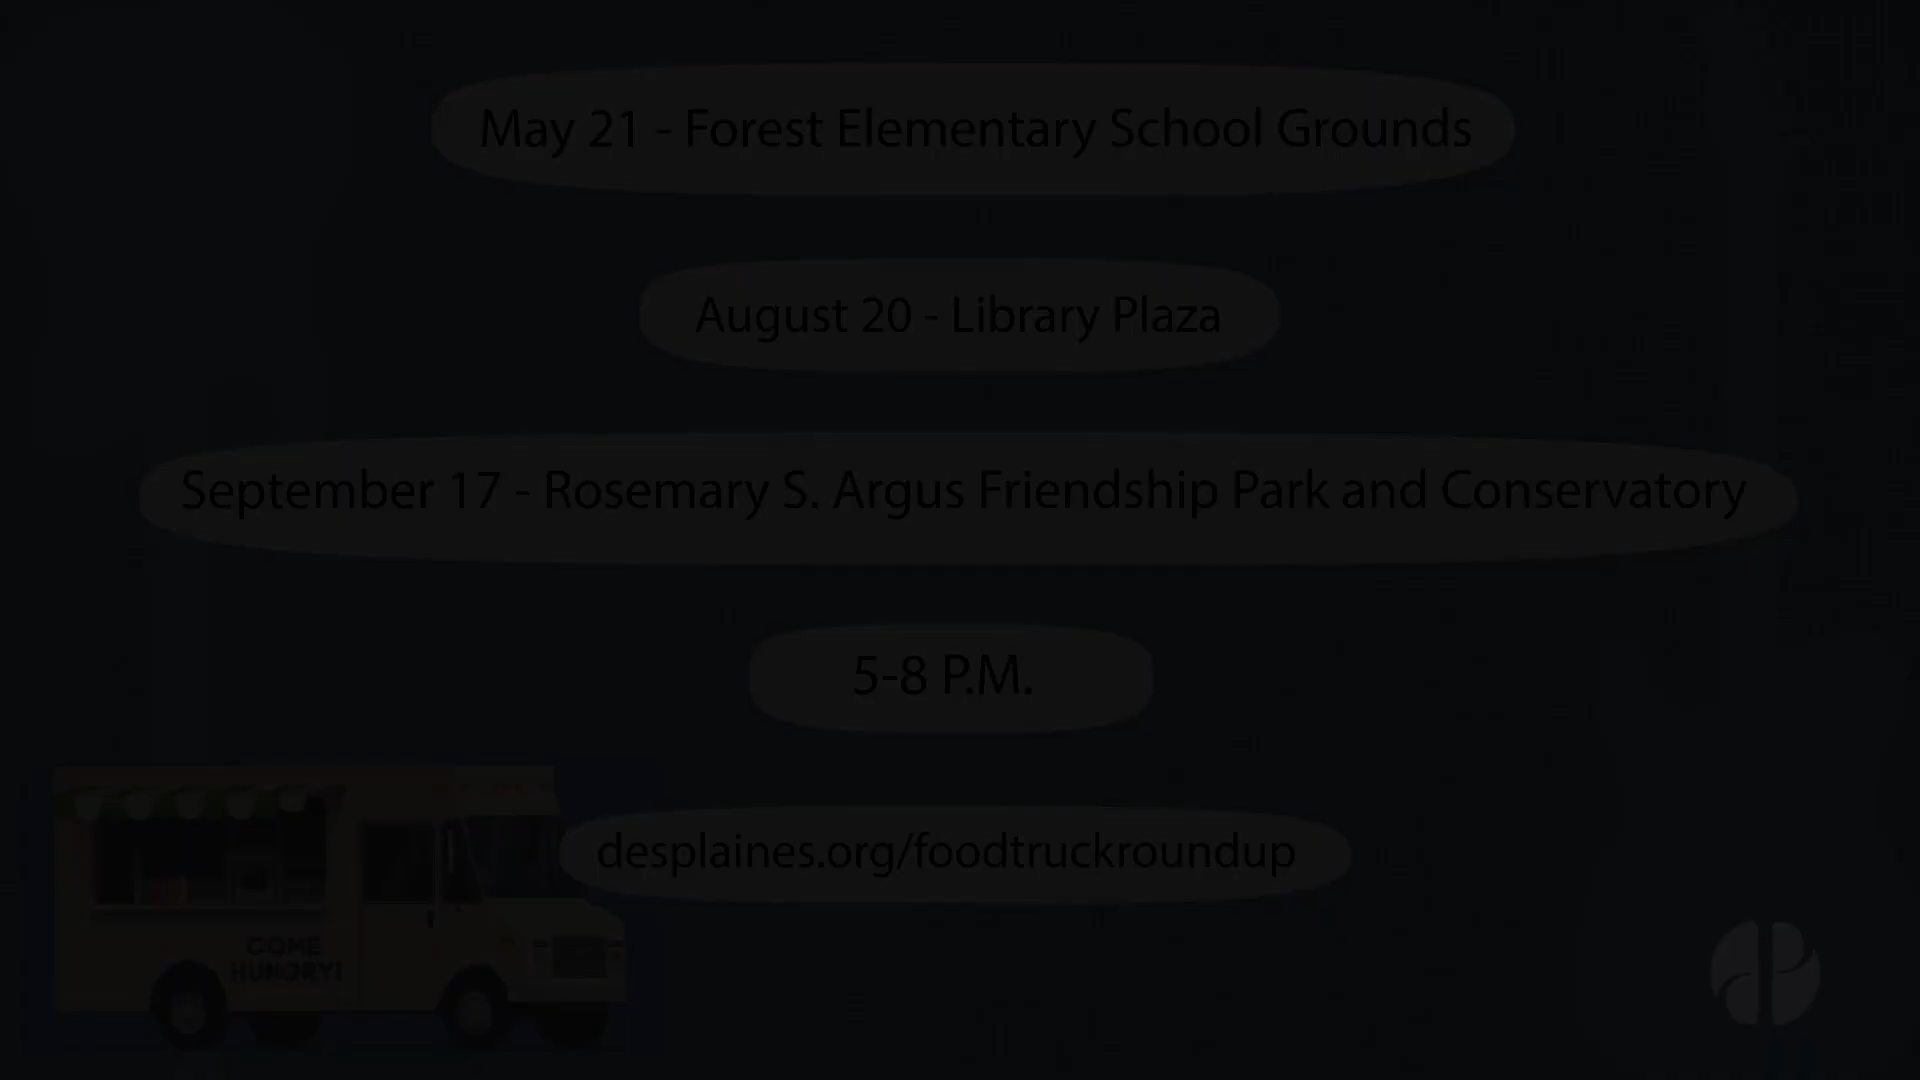 May 21 - Forest Elementary School Grounds
August 20 - Library Plaza
September 17 - Rosemary S. Argus Friendship Park and Conservatory
5-8 P.M.
desplaines.org/foodtruckroundup
COME
HUNGRY!